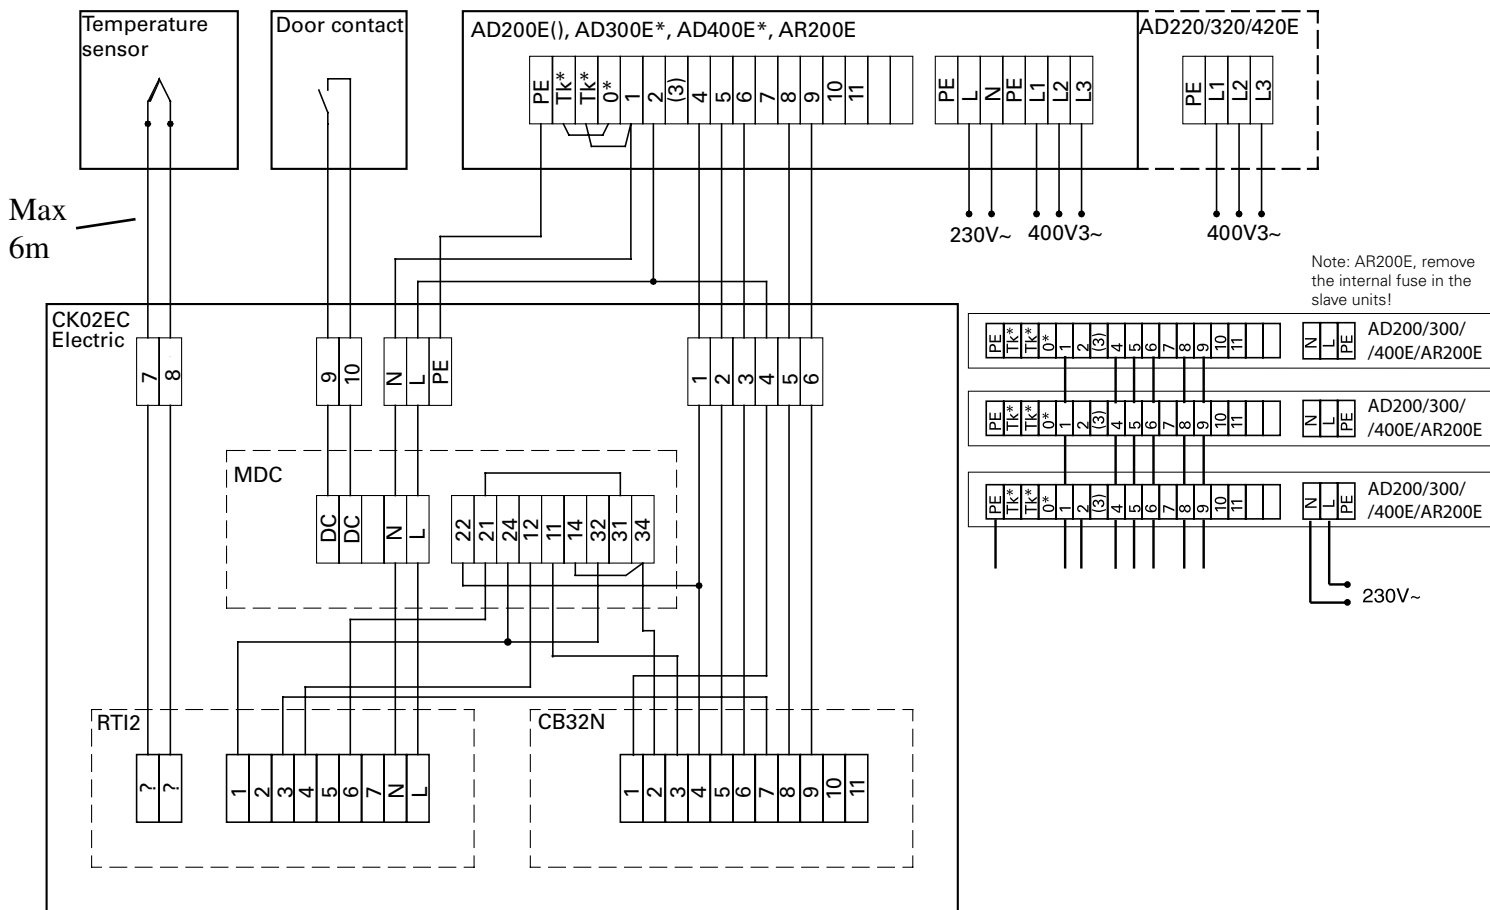 Temperature
sensor
Door contact
AD200E(), AD300E*, AD400E*, AR200E
AD220/320/420E
PE Tk* Tk* 0* 1 2 (3) 4 5 6 7 8 9 10 11
PE L N PE L1 L2 L3
PE L1 L2 L3
Max
6m
230V~ 400V3~
400V3~
Note: AR200E, remove
the internal fuse in the
slave units!
CK02EC
Electric
7 8
9 10
N L PE
1 2 3 4 5 6
PE Tk* Tk* 0* 1 2 (3) 4 5 6 7 8 9 10 11
N L PE
AD200/300/
/400E/AR200E
PE Tk* Tk* 0* 1 2 (3) 4 5 6 7 8 9 10 11
N L PE
AD200/300/
/400E/AR200E
PE Tk* Tk* 0* 1 2 (3) 4 5 6 7 8 9 10 11
N L PE
AD200/300/
/400E/AR200E
230V~
MDC
DC DC N L
22 21 24 12 11 14 32 31 34
RTI2
? ?
1 2 3 4 5 6 7 N L
CB32N
1 2 3 4 5 6 7 8 9 10 11